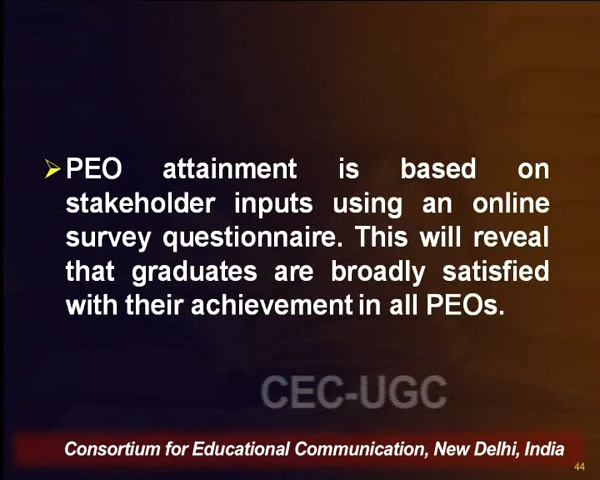 ➢ PEO attainment is based on
stakeholder inputs using an online
survey questionnaire. This will reveal
that graduates are broadly satisfied
with their achievement in all PEOs.
CEC-UGC
Consortium for Educational Communication, New Delhi, India
44